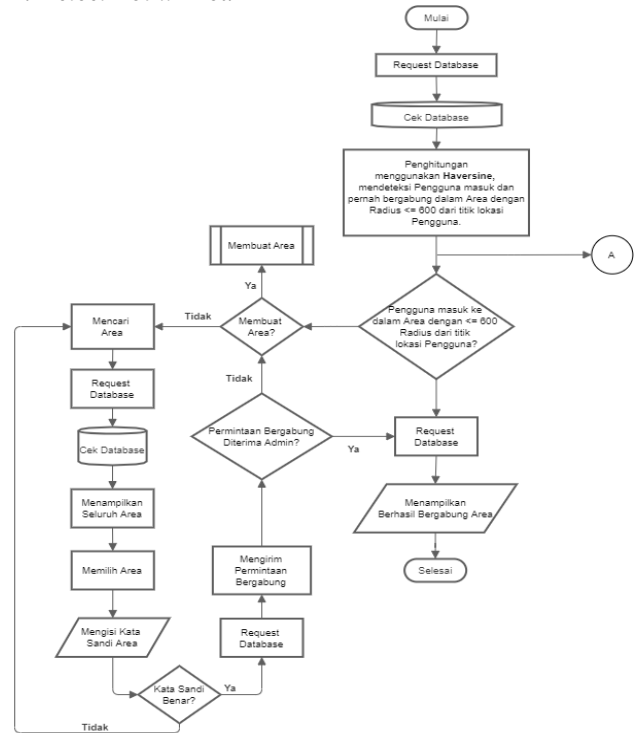 Mulai
Request Database
Cek Database
Penghitungan
menggunakan Haversine,
mendeteksi Pengguna masuk dan
pernah bergabung dalam Area dengan
Radius <= 600 dari titik lokasi
Pengguna.
A
Membuat Area
Ya
Pengguna masuk ke
dalam Area dengan <= 600
Radius dari titik
lokasi Pengguna?
Membuat
Area?
Tidak
Mencari
Area
Tidak
Request
Database
Permintaan Bergabung
Diterima Admin?
Ya
Request
Database
Cek Database
Menampilkan
Seluruh Area
Menampilkan
Berhasil Bergabung Area
Memilih Area
Mengirim
Permintaan
Bergabung
Selesai
Mengisi Kata
Sandi Area
Request
Database
Kata Sandi
Benar?
Ya
Tidak